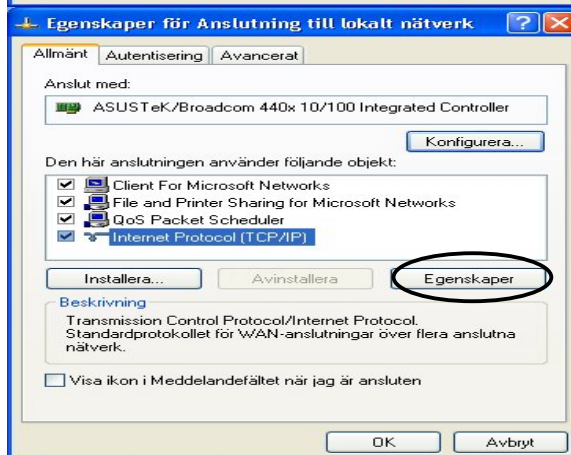 Egenskaper för Anslutning till lokalt nätverk
Allmänt Autentisering Avancerat
Anslut med:
ASUSTeK/Broadcom 440x 10/100 Integrated Controller
Konfigurera...
Den här anslutningen använder följande objekt:
Client For Microsoft Networks
File and Printer Sharing for Microsoft Networks
QoS Packet Scheduler
Internet Protocol (TCP/IP)
Installera... Avinstallera Egenskaper
Beskrivning
Transmission Control Protocol/Internet Protocol.
Standardprotokollet för WAN-anslutningar över flera anslutna
nätverk.
Visa ikon i Meddelandefältet när jag är ansluten
OK Avbryt